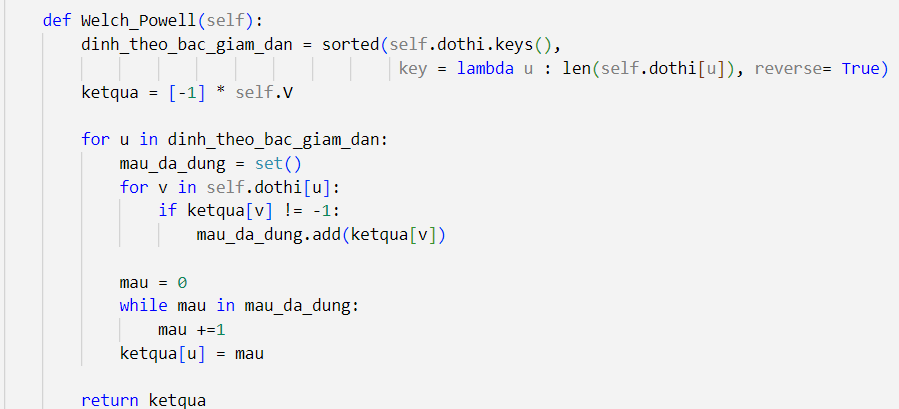 def Welch_Powell(self):
dinh_theo_bac_giam_dan = sorted(self.dothi.keys(),
key = lambda u : len(self.dothi[u]), reverse= True)
ketqua = [-1] * self.V
for u in dinh_theo_bac_giam_dan:
mau_da_dung = set()
for v in self.dothi[u]:
if ketqua[v] != -1:
mau_da_dung.add(ketqua[v])
mau = 0
while mau in mau_da_dung:
mau +=1
ketqua[u] = mau
return ketqua